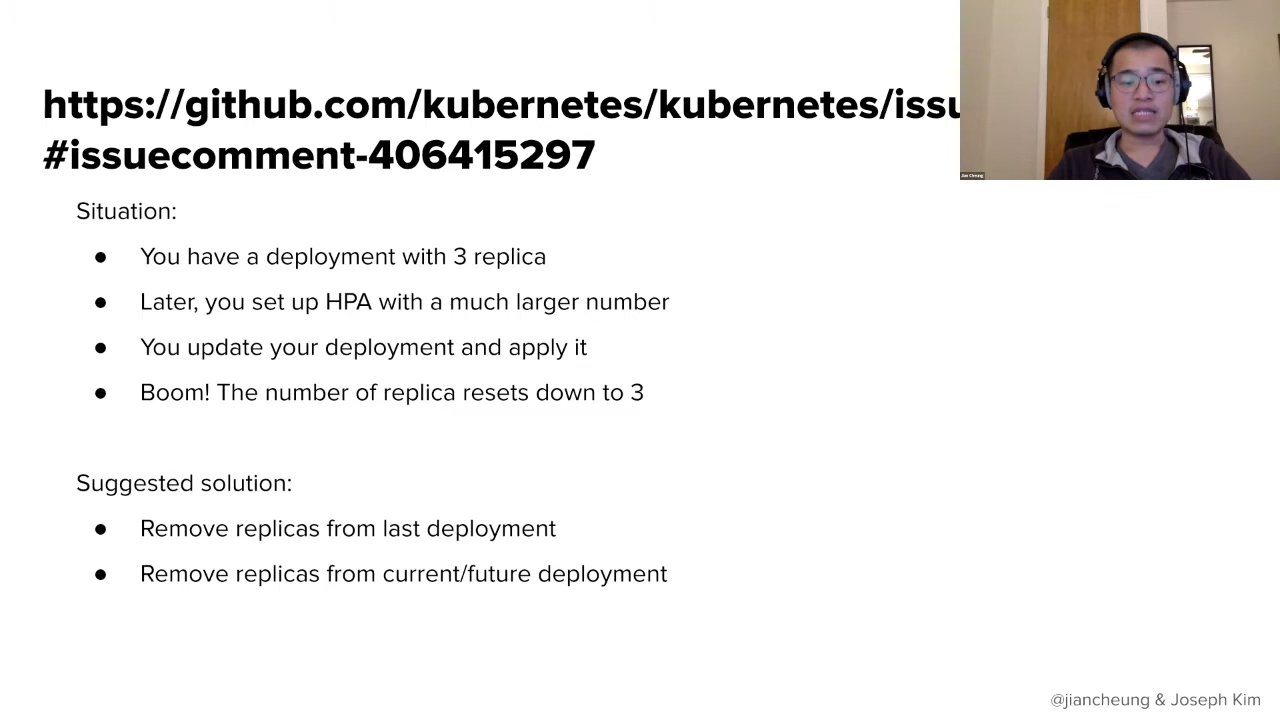 https://github.com/kubernetes/kubernetes/issu
#issuecomment-406415297
Situation:
● You have a deployment with 3 replica
● Later, you set up HPA with a much larger number
● You update your deployment and apply it
● Boom! The number of replica resets down to 3
Suggested solution:
● Remove replicas from last deployment
● Remove replicas from current/future deployment
Jian Cheung
@jiancheung & Joseph Kim